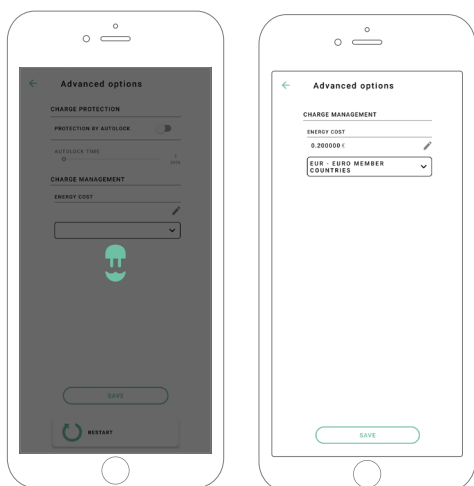 Advanced options
CHARGE PROTECTION
PROTECTION BY AUTOLOCK
AUTOLOCK TIME
CHARGE MANAGEMENT
ENERGY COST
SAVE
RESTART
Advanced options
CHARGE MANAGEMENT
ENERGY COST
0.200000 €
EUR - EURO MEMBER
COUNTRIES
SAVE